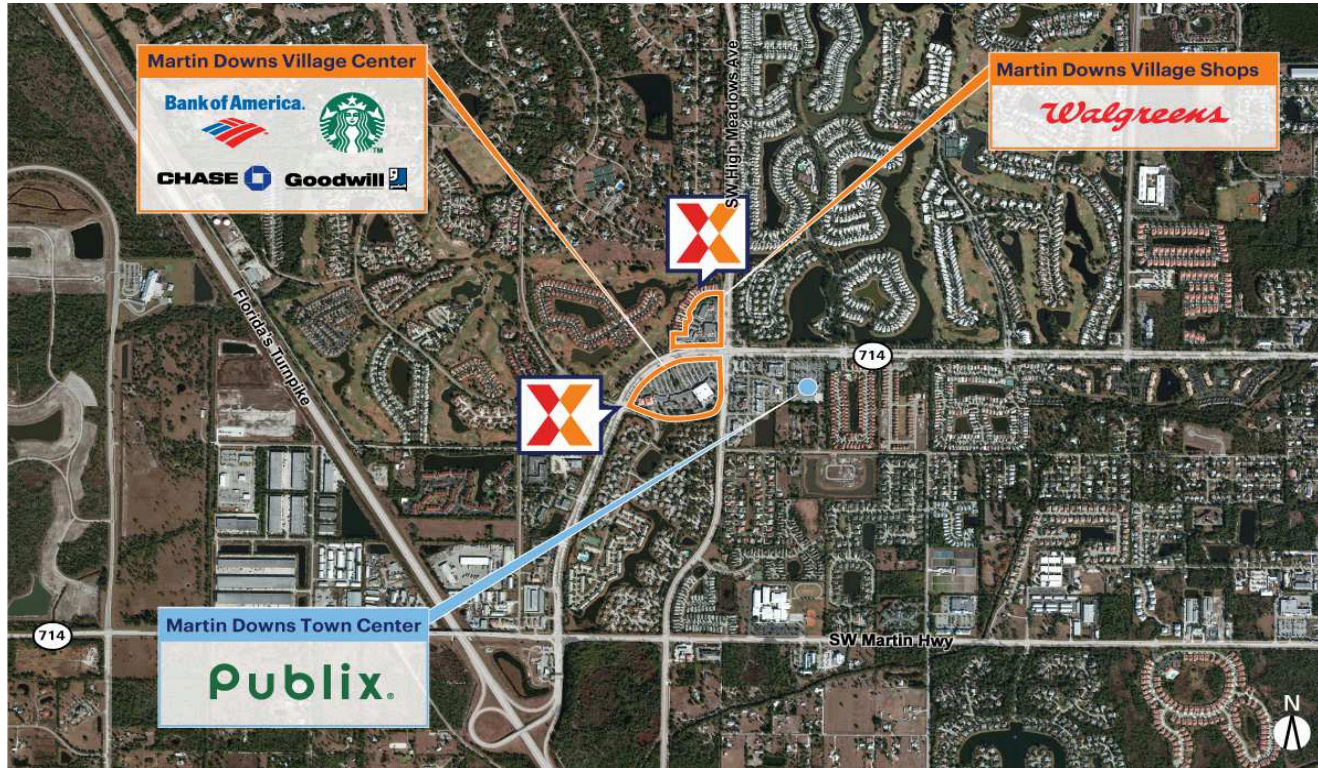 Martin Downs Village Center
Bank of America.
TM
CHASE
Goodwill
Martin Downs Village Shops
Walgreens
SW High Meadows Ave
Florida's Turnpike
714
Martin Downs Town Center
Publix.
714
SW Martin Hwy
N